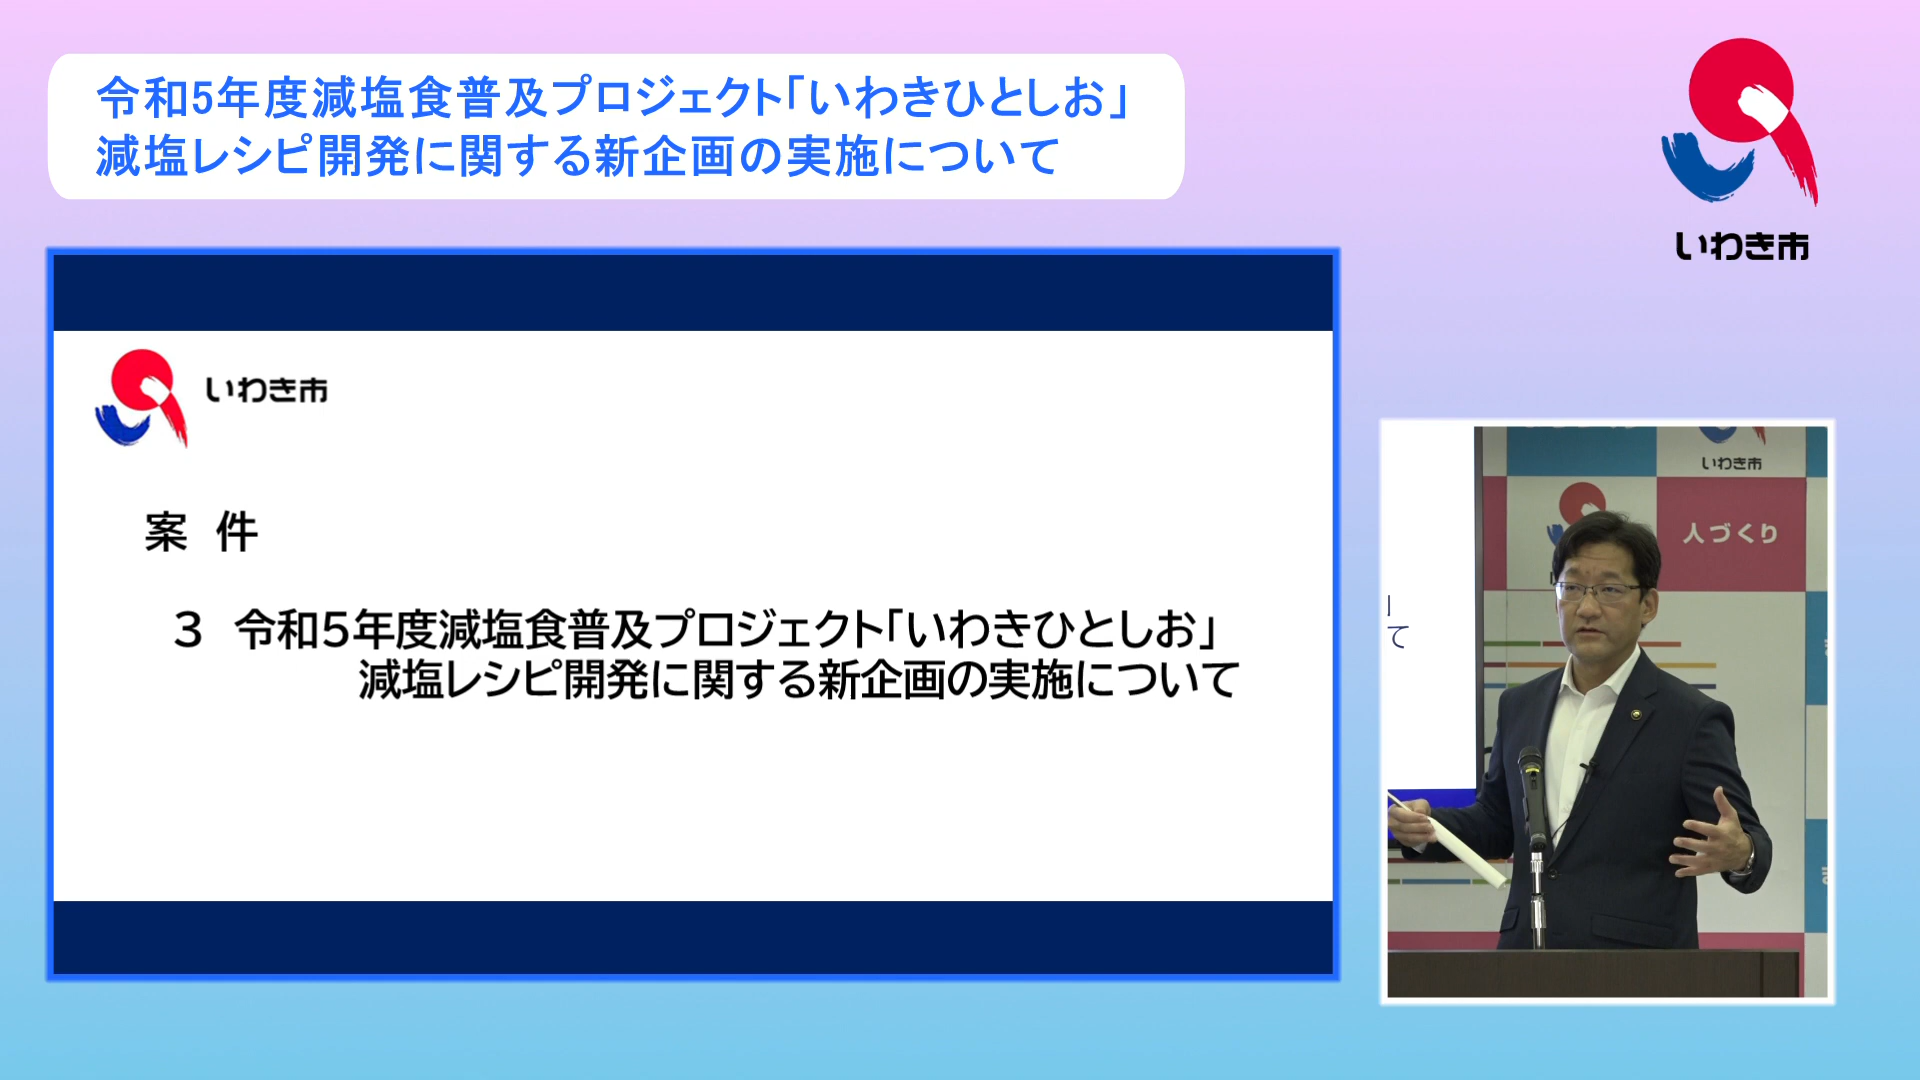 令和5年度減塩食普及プロジェクト「いわきひとしお」
減塩レシピ開発に関する新企画の実施について
いわき市
いわき市
案 件
３ 令和５年度減塩食普及プロジェクト「いわきひとしお」
減塩レシピ開発に関する新企画の実施について
いわき市
人づくり
」
て